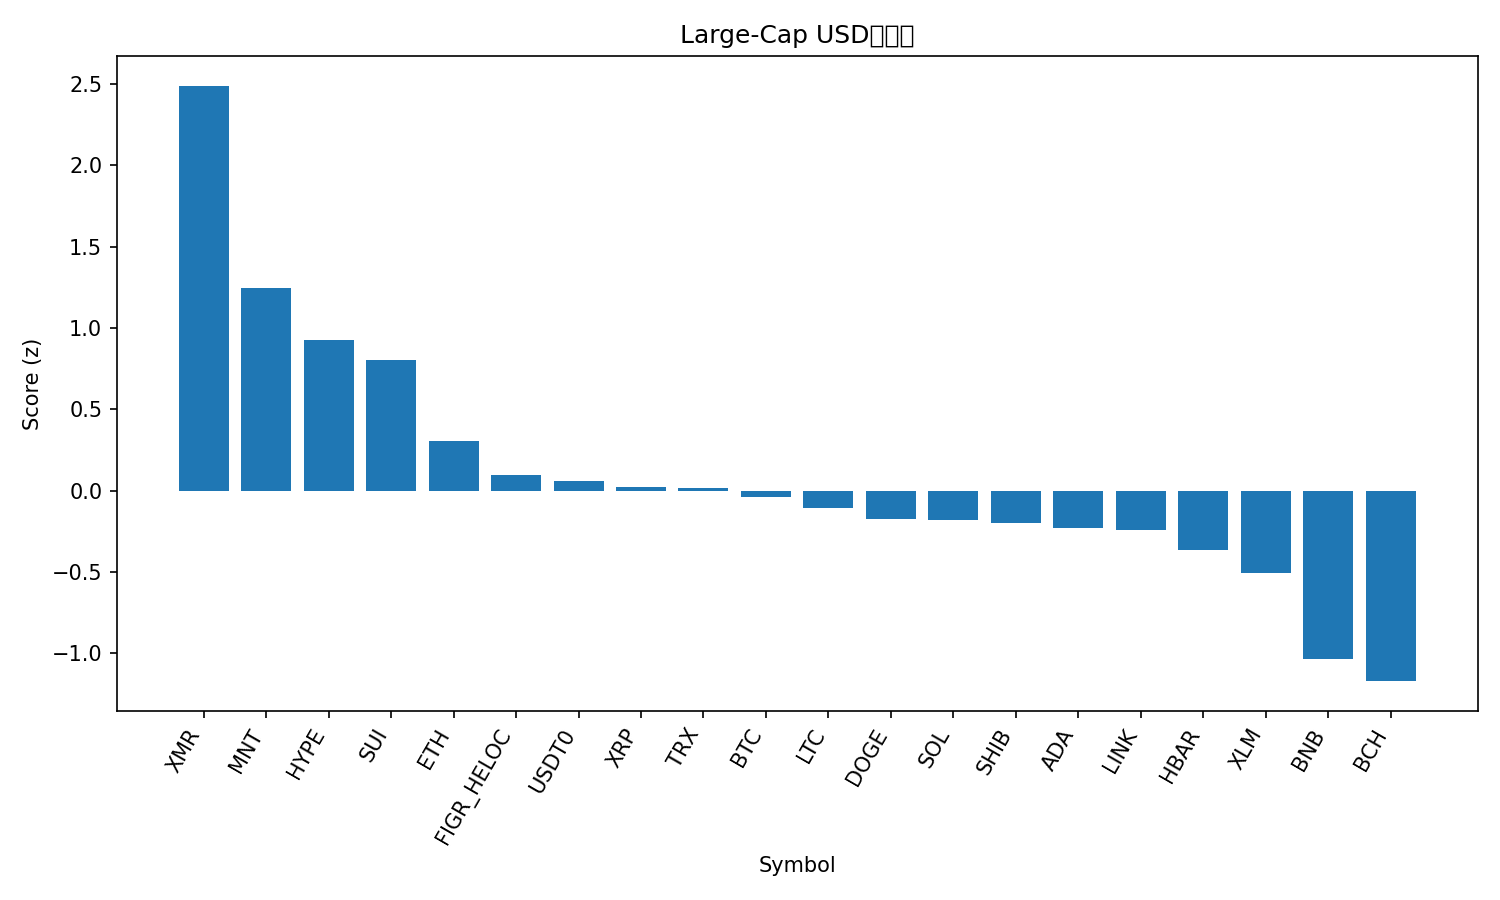 Large-Cap USD
Score (z)
2.5
2.0
1.5
1.0
0.5
0.0
−0.5
−1.0
XMR
MNT
HYPE
SUI
ETH
FIGR_HELOC
USDT0
XRP
TRX
BTC
LTC
DOGE
SOL
SHIB
ADA
LINK
HBAR
XLM
BNB
BCH
Symbol